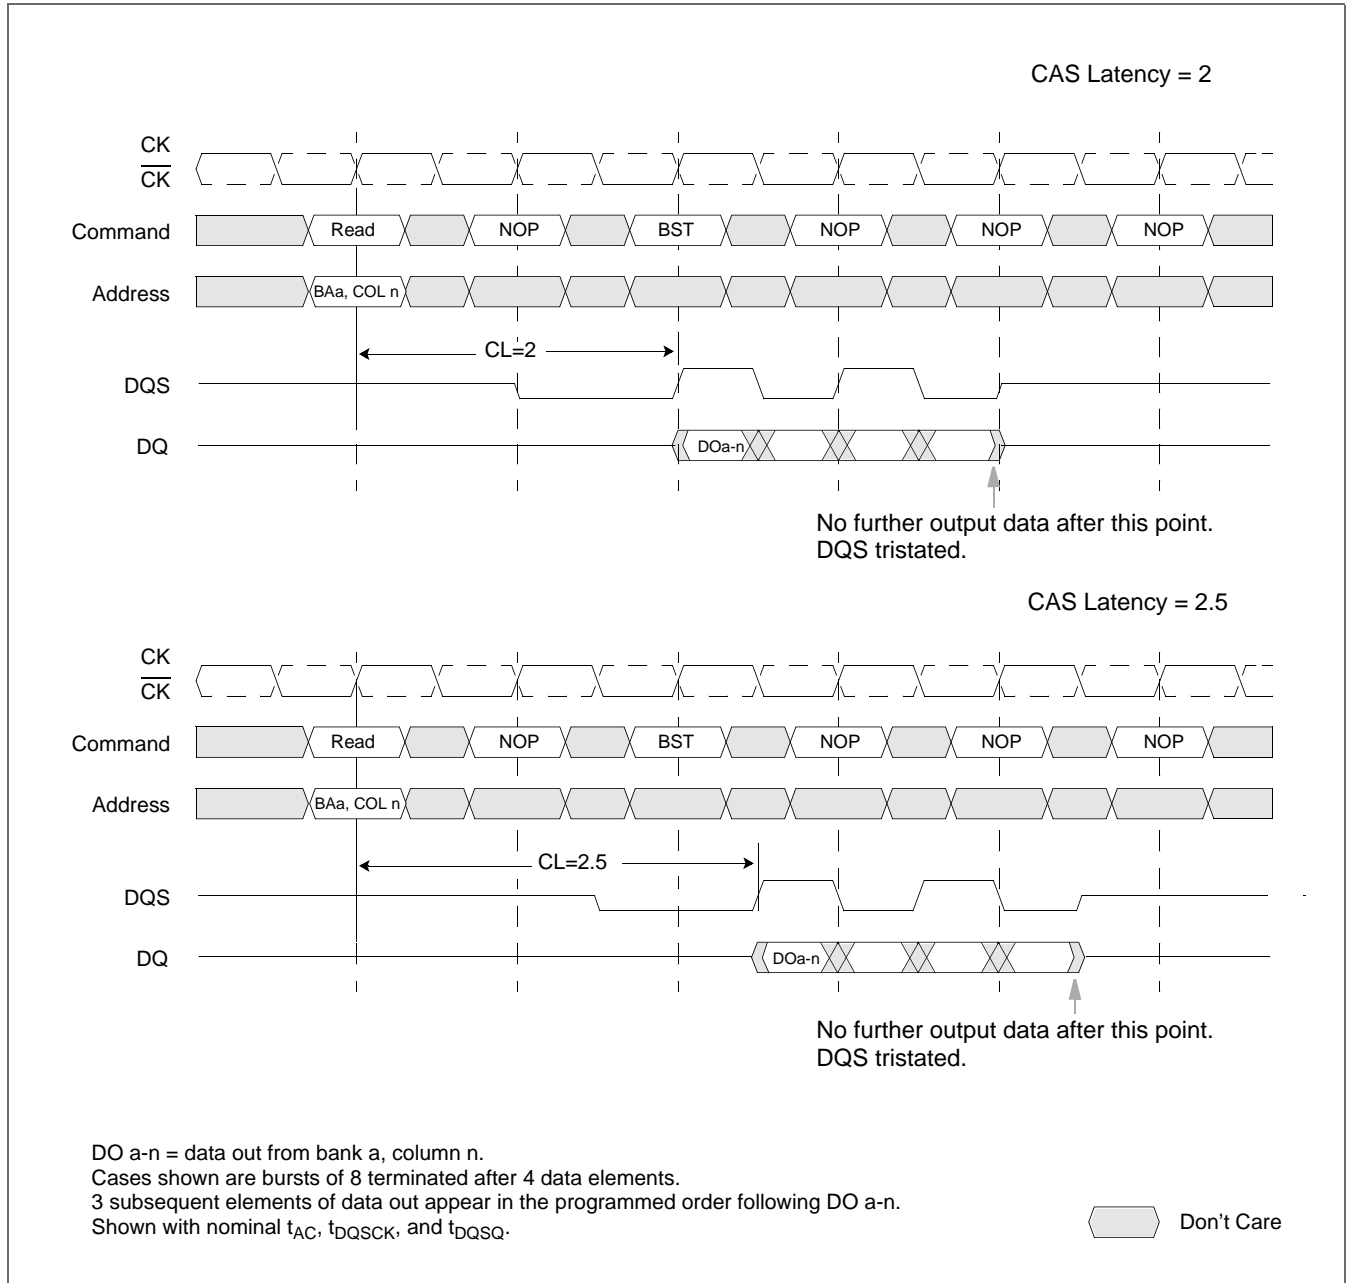 CAS Latency = 2
CK
CK
Command Read NOP BST NOP NOP NOP
Address BAa, COL n
CL=2
DQS
DQ DOa-n
No further output data after this point.
DQS tristated.
CAS Latency = 2.5
CK
CK
Command Read NOP BST NOP NOP NOP
Address BAa, COL n
CL=2.5
DQS
DQ DOa-n
No further output data after this point.
DQS tristated.
DO a-n = data out from bank a, column n.
Cases shown are bursts of 8 terminated after 4 data elements.
3 subsequent elements of data out appear in the programmed order following DO a-n.
Shown with nominal tAC, tDQSCK, and tDQSQ.
Don't Care